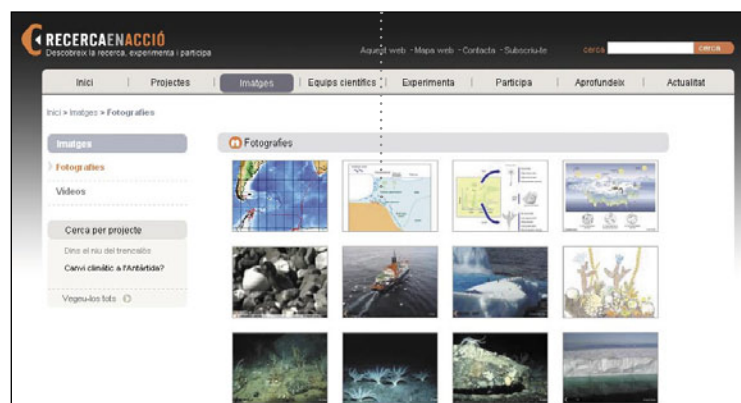 RECERCAENACCIÓ
Descobreix la recerca, experimenta i participa
Aquest web - Mapa web - Contacta - Subscriu-te
cerca
cerca
Inici | Projectes | Imatges | Equips científics | Experimenta | Participa | Aprofundeix | Actualitat
Inici > Imatges > Fotografies
Imatges
Fotografies
Fotografies
Vídeos
Cerca per projecte
Dins el niu del trencalòs
Canvi climàtic a l'Antàrtida?
Vegeu-los tots